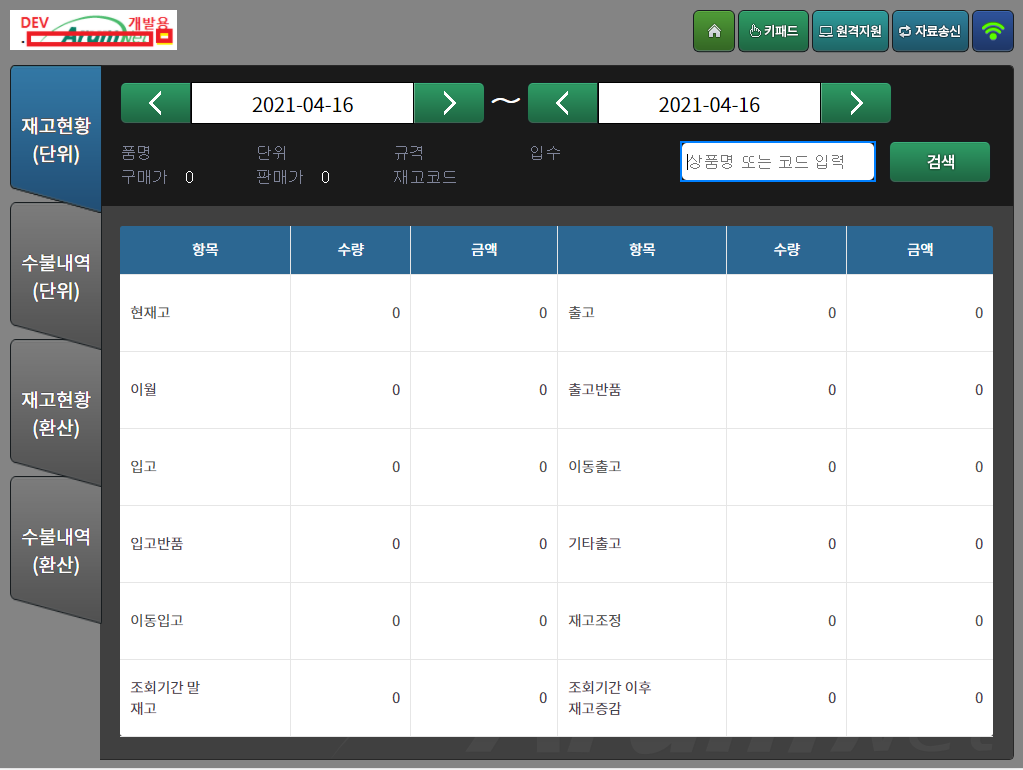 DEV 개발용
AramNet
키패드 원격지원 자료송신
재고현황
(단위)
수불내역
(단위)
재고현황
(환산)
수불내역
(환산)
2021-04-16 ~ 2021-04-16
품명 단위 규격 입수
구매가 0 판매가 0 재고코드
상품명 또는 코드 입력 검색
항목 수량 금액 항목 수량 금액
현재고 0 0 출고 0 0
이월 0 0 출고반품 0 0
입고 0 0 이동출고 0 0
입고반품 0 0 기타출고 0 0
이동입고 0 0 재고조정 0 0
조회기간 말
재고 0 0
조회기간 이후
재고증감 0 0
AramNet